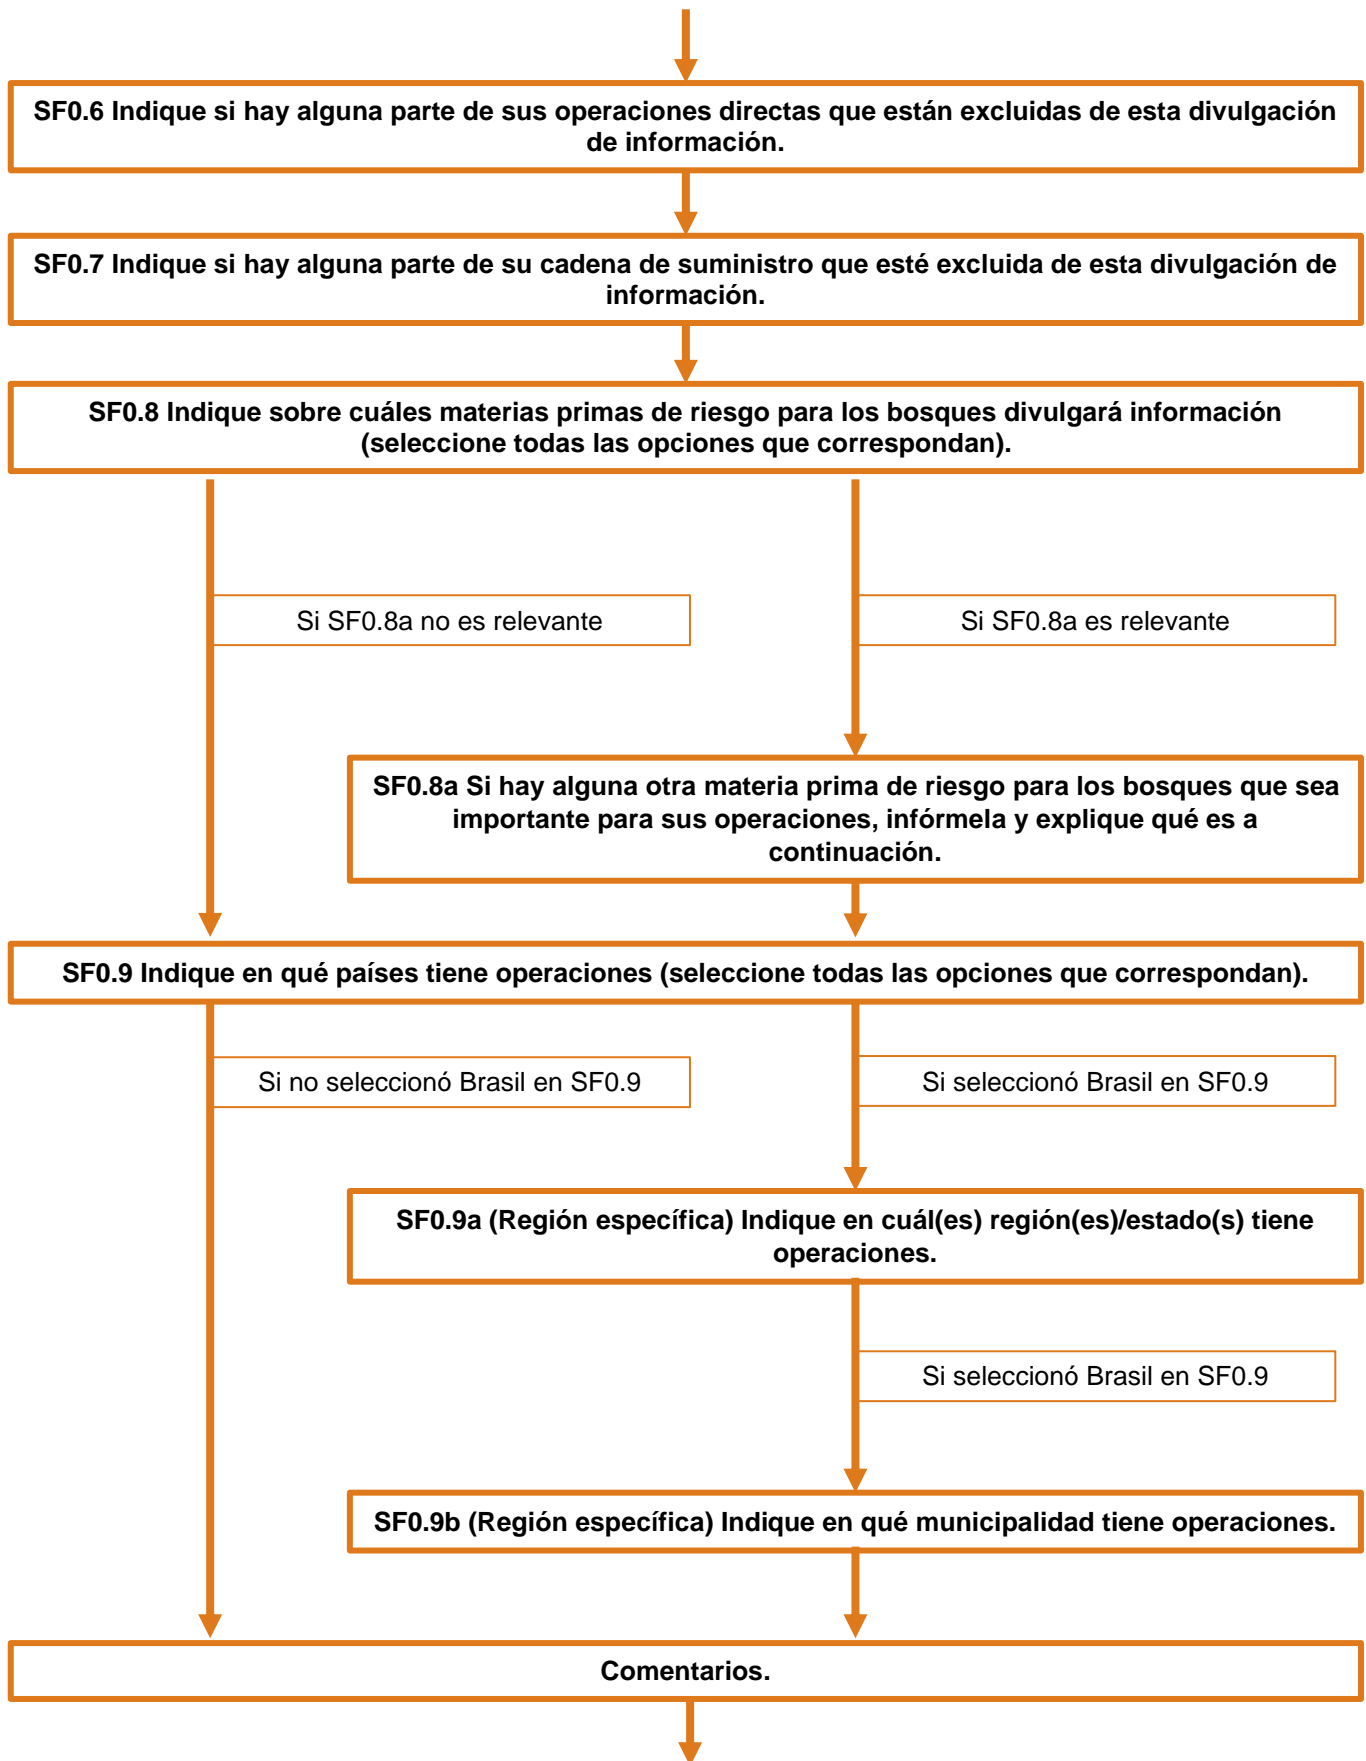 SF0.6 Indique si hay alguna parte de sus operaciones directas que están excluidas de esta divulgación
de información.
SF0.7 Indique si hay alguna parte de su cadena de suministro que esté excluida de esta divulgación de
información.
SF0.8 Indique sobre cuáles materias primas de riesgo para los bosques divulgará información
(seleccione todas las opciones que correspondan).
Si SF0.8a no es relevante
Si SF0.8a es relevante
SF0.8a Si hay alguna otra materia prima de riesgo para los bosques que sea
importante para sus operaciones, infórmela y explique qué es a
continuación.
SF0.9 Indique en qué países tiene operaciones (seleccione todas las opciones que correspondan).
Si no seleccionó Brasil en SF0.9
Si seleccionó Brasil en SF0.9
SF0.9a (Región específica) Indique en cuál(es) región(es)/estado(s) tiene
operaciones.
Si seleccionó Brasil en SF0.9
SF0.9b (Región específica) Indique en qué municipalidad tiene operaciones.
Comentarios.